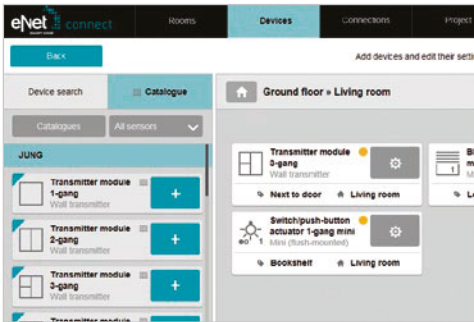 eNet
SMART HOME
connect
Rooms
Devices
Connections
Project
Back
Add devices and edit their setti
Device search
Catalogue
Ground floor » Living room
Catalogues
All sensors
JUNG
Transmitter module
1-gang
Wall transmitter
+
Transmitter module
2-gang
Wall transmitter
+
Transmitter module
3-gang
Wall transmitter
+
Transmitter module
Transmitter module
3-gang
Wall transmitter
Next to door
Living room
Switch/push-button
actuator 1-gang mini
Mini (flush-mounted)
Bookshelf
Living room